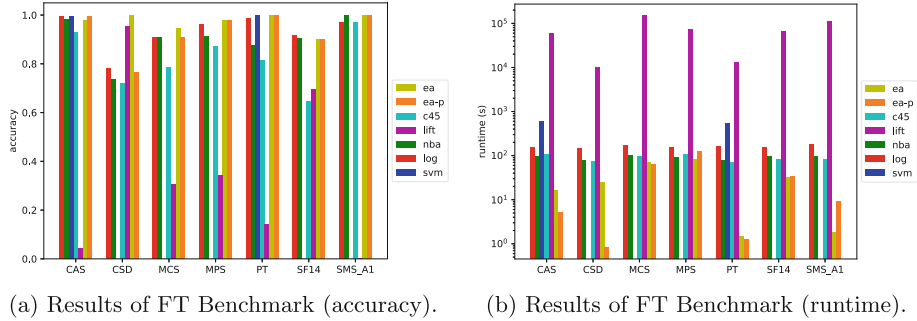 1.0
0.8
0.6
0.4
0.2
0.0
accuracy
CAS CSD MCS MPS PT SF14 SMS_A1
ea
ea-p
c45
lift
nba
log
svm
(a) Results of FT Benchmark (accuracy).
10^5
10^4
10^3
10^2
10^1
10^0
runtime (s)
CAS CSD MCS MPS PT SF14 SMS_A1
ea
ea-p
c45
lift
nba
log
svm
(b) Results of FT Benchmark (runtime).